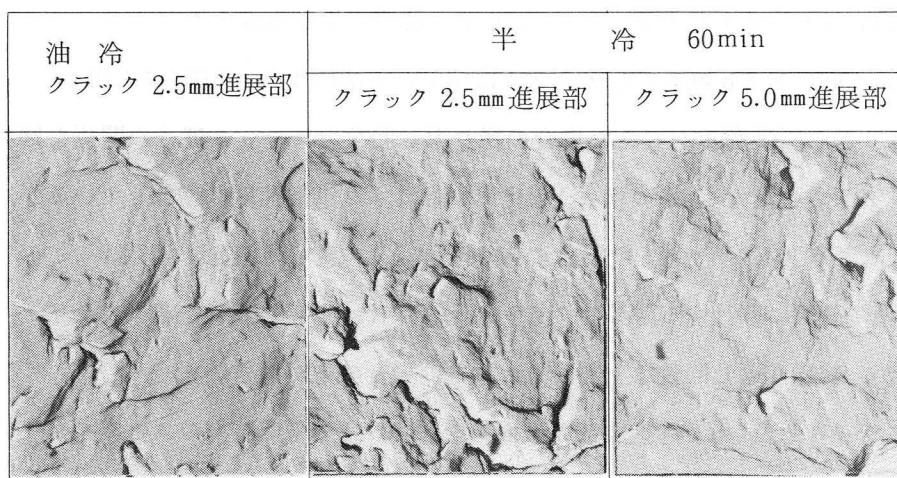 油 冷
クラック 2.5mm進展部
半 冷 60min
クラック 2.5mm進展部
クラック 5.0mm進展部